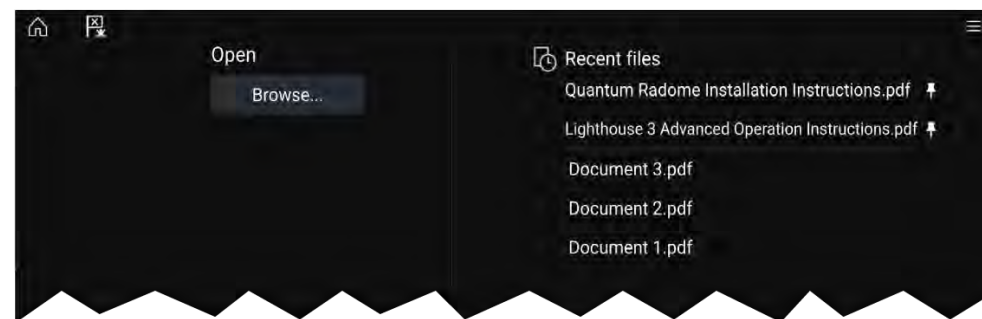 Open
Browse...
Recent files
Quantum Radome Installation Instructions.pdf
Lighthouse 3 Advanced Operation Instructions.pdf
Document 3.pdf
Document 2.pdf
Document 1.pdf